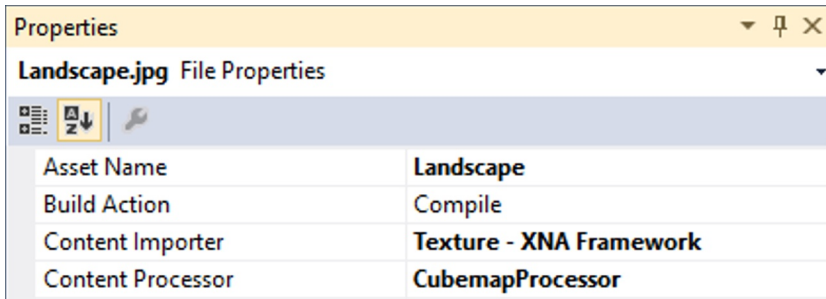 Properties
Landscape.jpg File Properties
Asset Name Landscape
Build Action Compile
Content Importer Texture - XNA Framework
Content Processor CubemapProcessor